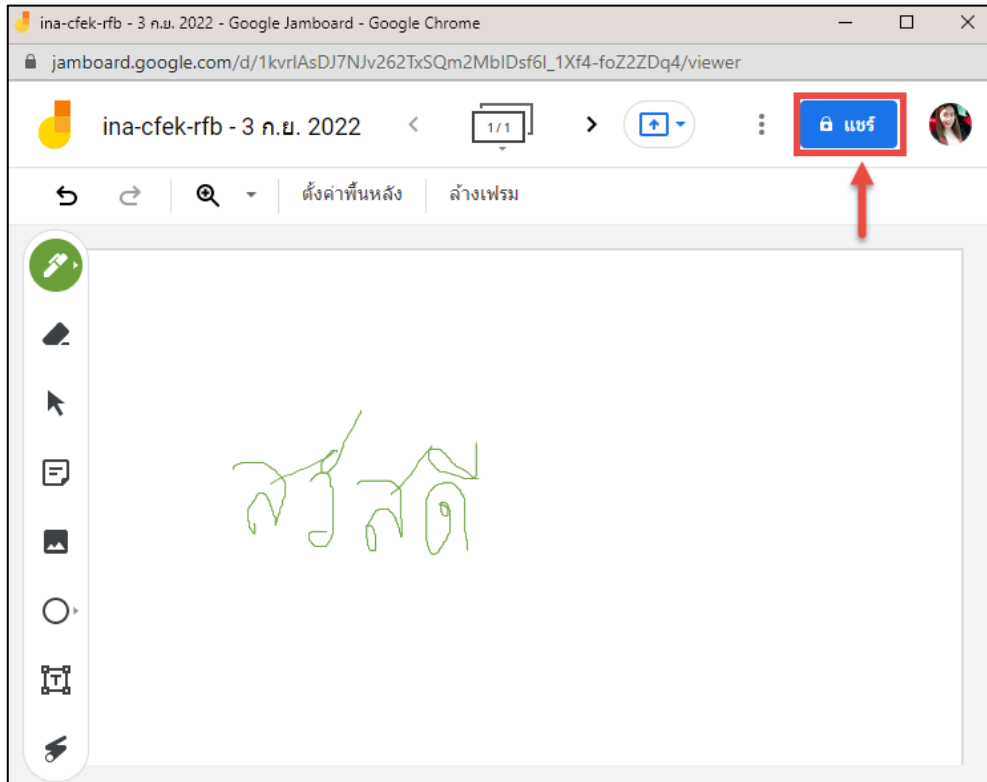 ina-cfek-rfb - 3 ก.ย. 2022 - Google Jamboard - Google Chrome
jamboard.google.com/d/1kvrIAsDJ7NJv262TxSQm2MbIDsf6I_1Xf4-foZ2ZDq4/viewer
ina-cfek-rfb - 3 ก.ย. 2022 1/1 แชร์
ตั้งค่าพื้นหลัง ล้างเฟรม
สวัสดี